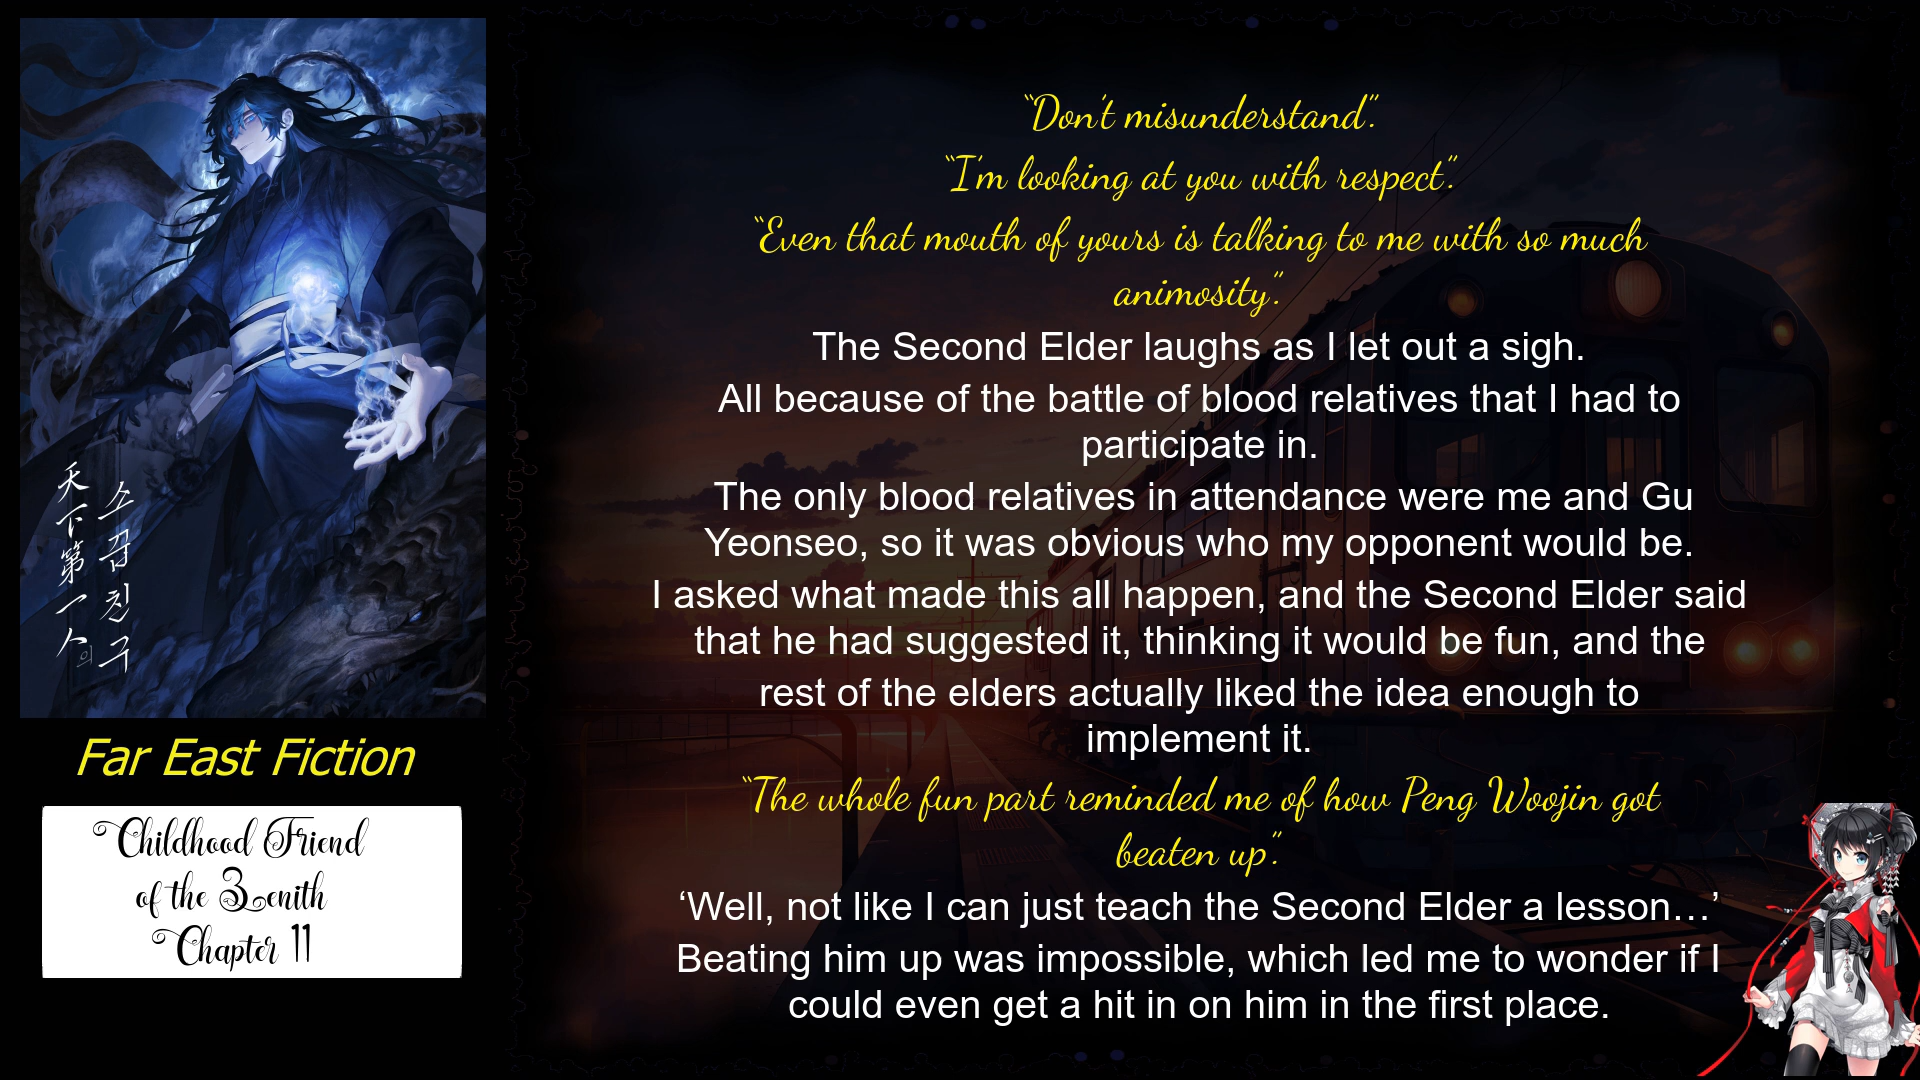 天下第一人의
소꿉친구
Far East Fiction
Childhood Friend
of the Zenith
Chapter 11
“Don’t misunderstand”.
“I’m looking at you with respect”.
“Even that mouth of yours is talking to me with so much
animosity”.
The Second Elder laughs as I let out a sigh.
All because of the battle of blood relatives that I had to
participate in.
The only blood relatives in attendance were me and Gu
Yeonseo, so it was obvious who my opponent would be.
I asked what made this all happen, and the Second Elder said
that he had suggested it, thinking it would be fun, and the
rest of the elders actually liked the idea enough to
implement it.
“The whole fun part reminded me of how Peng Woojin got
beaten up”.
‘Well, not like I can just teach the Second Elder a lesson…’
Beating him up was impossible, which led me to wonder if I
could even get a hit in on him in the first place.